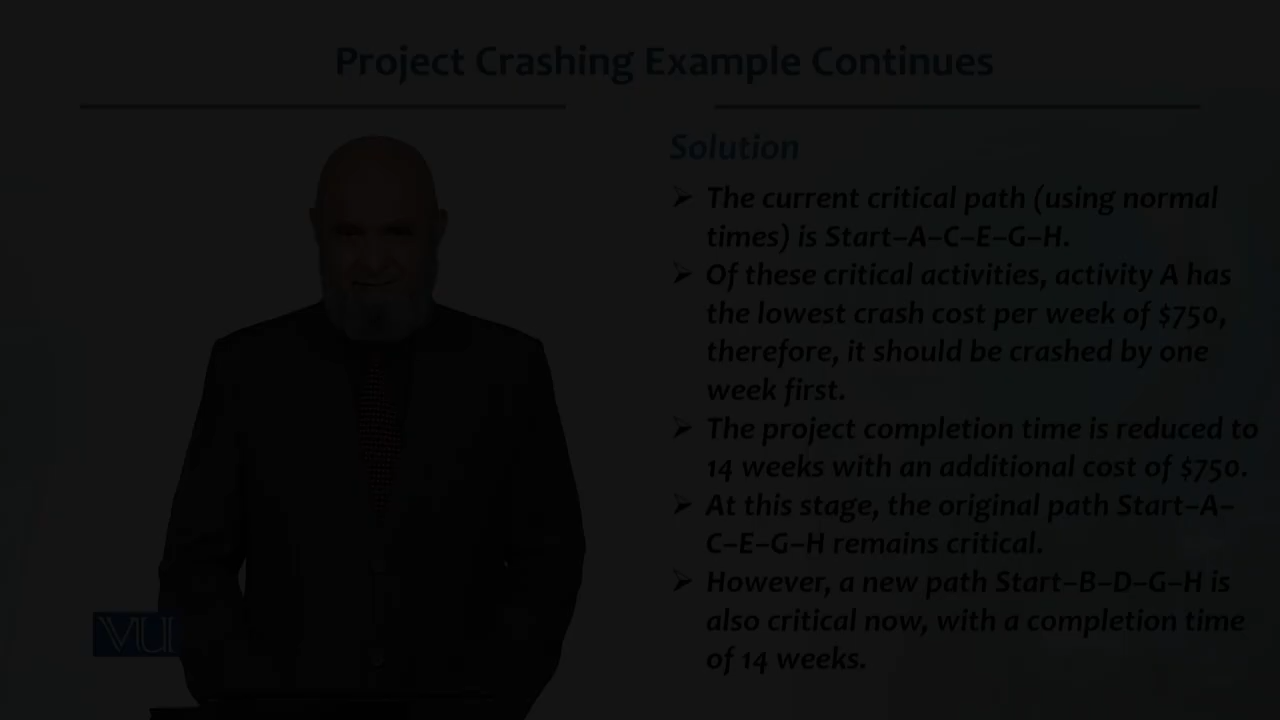 Project Crashing Example Continues
Solution
➢ The current critical path (using normal
times) is Start–A–C–E–G–H.
➢ Of these critical activities, activity A has
the lowest crash cost per week of $750,
therefore, it should be crashed by one
week first.
➢ The project completion time is reduced to
14 weeks with an additional cost of $750.
➢ At this stage, the original path Start–A–
C–E–G–H remains critical.
➢ However, a new path Start–B–D–G–H is
also critical now, with a completion time
of 14 weeks.
VU